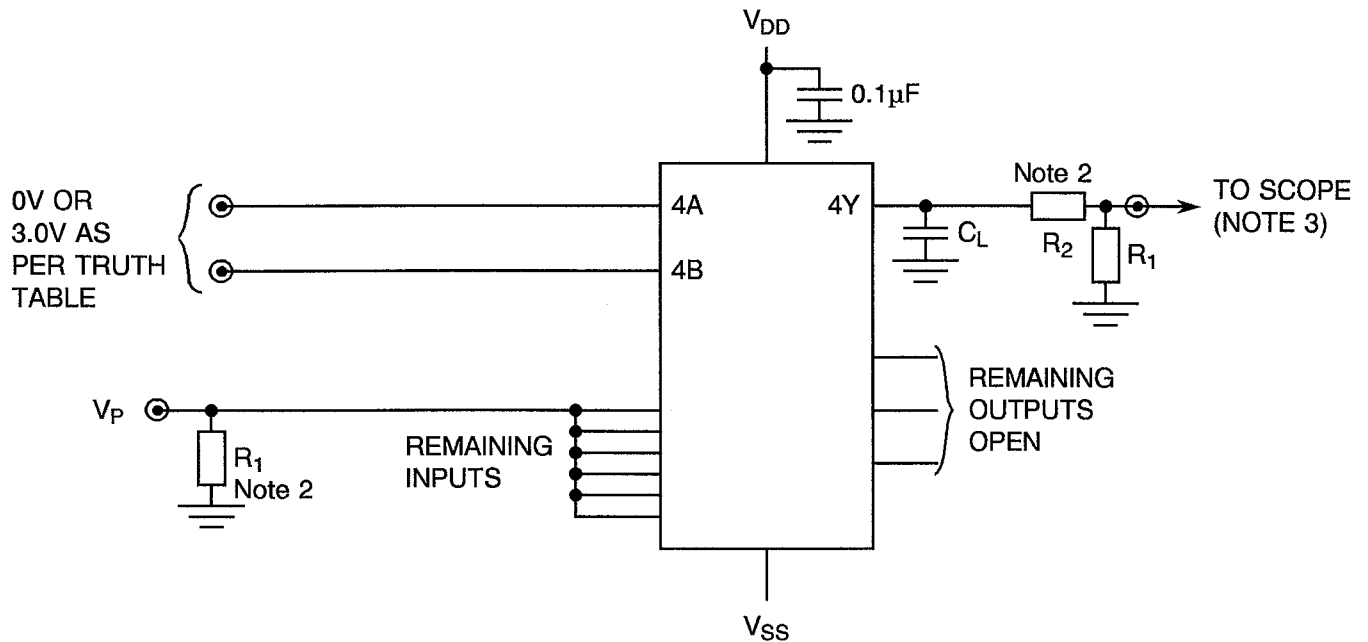 VDD
0.1μF
0V OR
3.0V AS
PER TRUTH
TABLE
4A
4B
4Y
Note 2
CL
R2
R1
TO SCOPE
(NOTE 3)
VP
R1
Note 2
REMAINING
INPUTS
REMAINING
OUTPUTS
OPEN
VSS